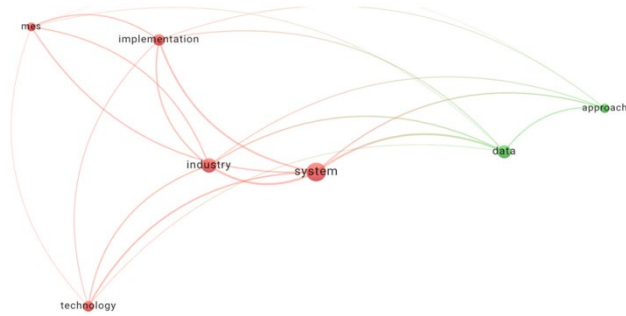 mes
implementation
approach
data
industry
system
technology